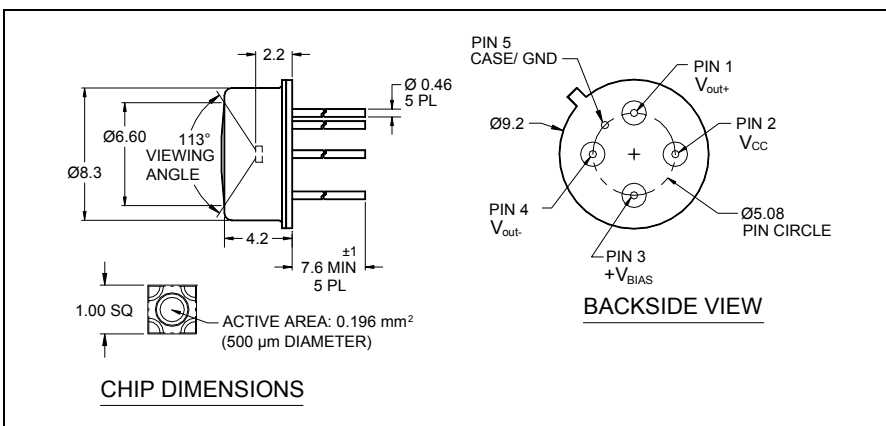 2.2
Ø 0.46
5 PL
Ø6.60
113°
VIEWING
ANGLE
Ø8.3
4.2
±1
7.6 MIN
5 PL
1.00 SQ
ACTIVE AREA: 0.196 mm²
(500 µm DIAMETER)
CHIP DIMENSIONS
PIN 5
CASE/ GND
PIN 1
Vout+
Ø9.2
PIN 2
VCC
PIN 4
Vout-
Ø5.08
PIN CIRCLE
PIN 3
+VBIAS
BACKSIDE VIEW